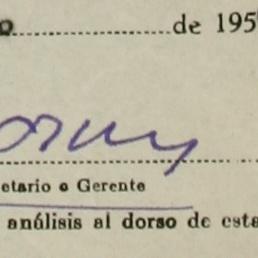 de 195
etario o Gerente
análisis al dorso de esta